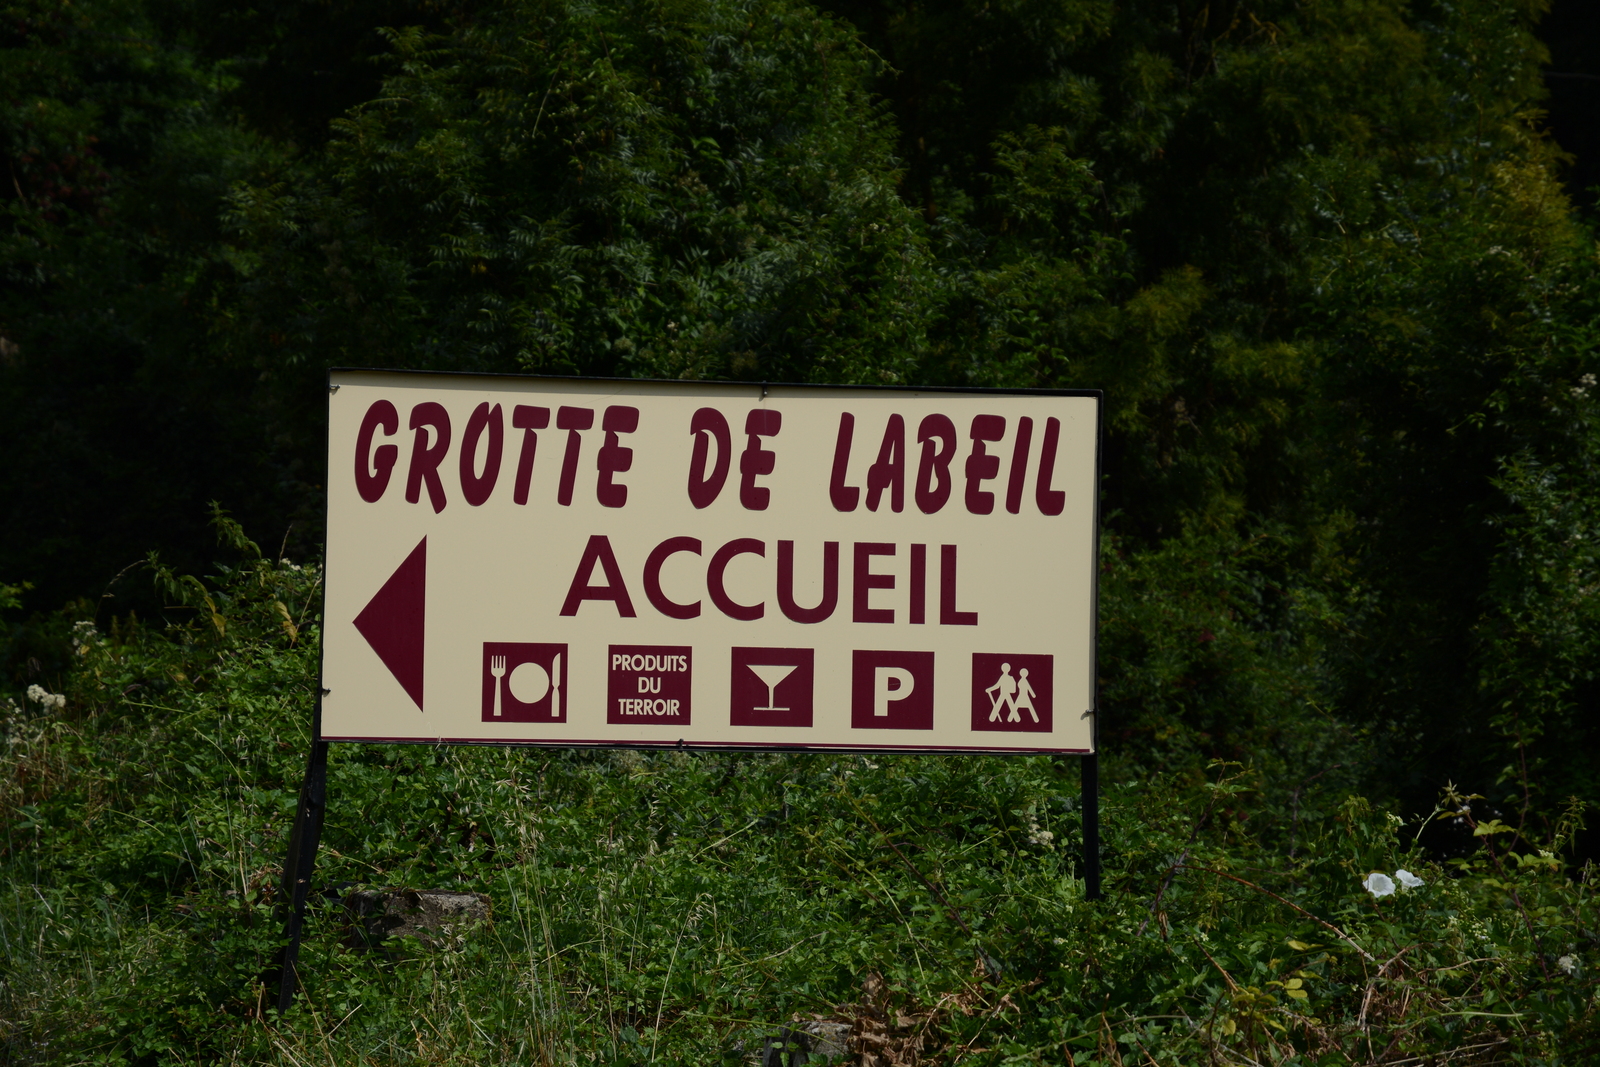 GROTTE DE LABEIL
ACCUEIL
PRODUITS
DU
TERROIR
P